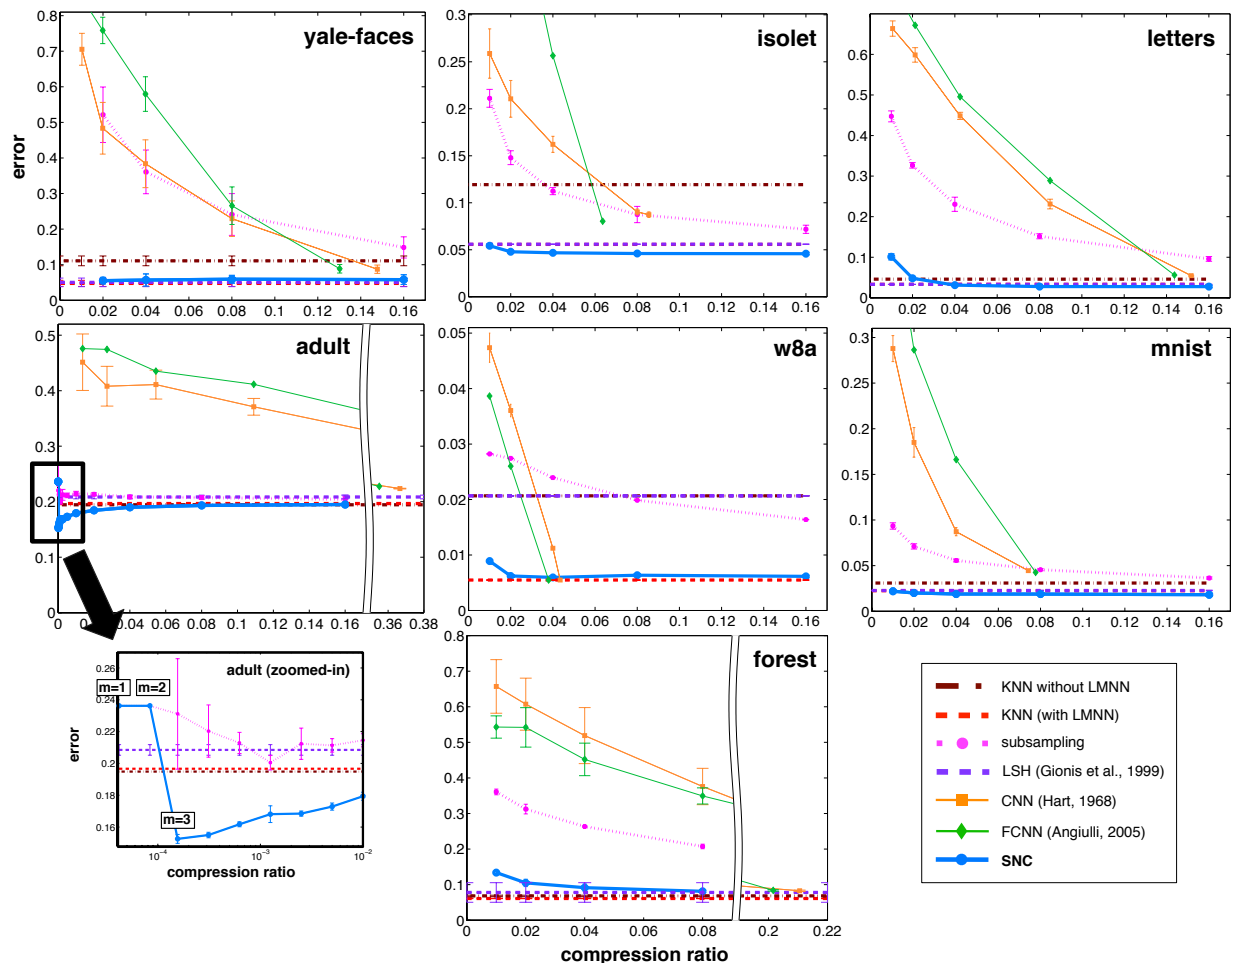 yale-faces
error
0.8
0.7
0.6
0.5
0.4
0.3
0.2
0.1
0
0 0.02 0.04 0.06 0.08 0.1 0.12 0.14 0.16
isolet
0.3
0.25
0.2
0.15
0.1
0.05
0
0 0.02 0.04 0.06 0.08 0.1 0.12 0.14 0.16
letters
0.6
0.5
0.4
0.3
0.2
0.1
0
0 0.02 0.04 0.06 0.08 0.1 0.12 0.14 0.16
adult
0.5
0.4
0.3
0.2
0.1
0
0 0.02 0.04 0.06 0.08 0.1 0.12 0.14 0.16 0.36 0.38
w8a
0.05
0.04
0.03
0.02
0.01
0
0 0.02 0.04 0.06 0.08 0.1 0.12 0.14 0.16
mnist
0.3
0.25
0.2
0.15
0.1
0.05
0
0 0.02 0.04 0.06 0.08 0.1 0.12 0.14 0.16
adult (zoomed-in)
error
0.26
0.24
0.22
0.21
0.20
0.19
0.18
0.16
m=1
m=2
m=3
10⁻⁴ 10⁻³ 10⁻²
compression ratio
forest
0.8
0.7
0.6
0.5
0.4
0.3
0.2
0.1
0
0 0.02 0.04 0.06 0.08 0.2 0.22
compression ratio
KNN without LMNN
KNN (with LMNN)
subsampling
LSH (Gionis et al., 1999)
CNN (Hart, 1968)
FCNN (Angiulli, 2005)
SNC